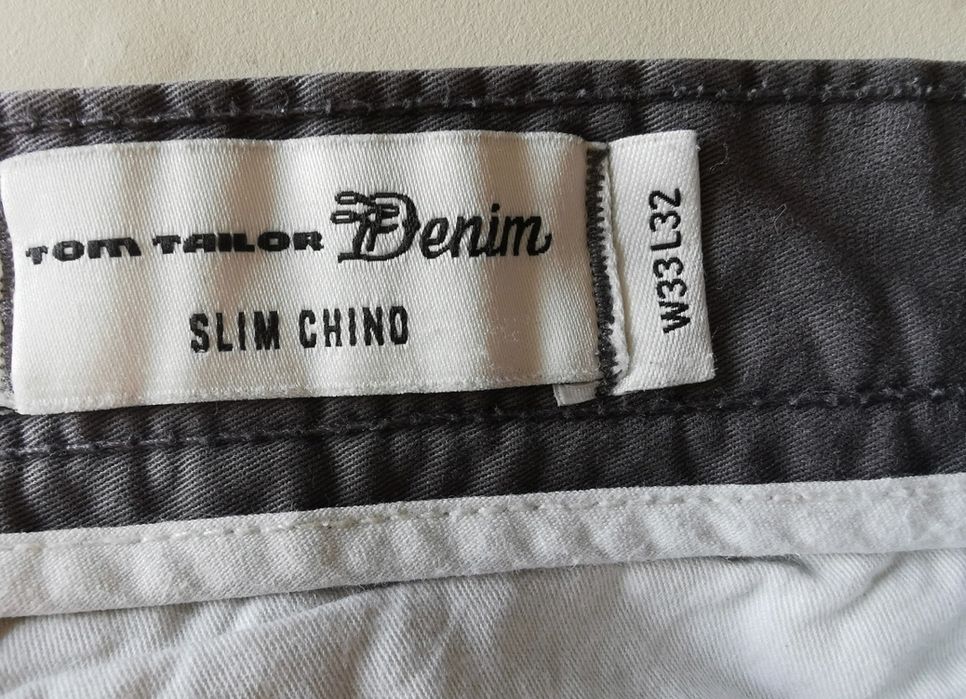 TOM TAILOR Denim
SLIM CHINO
W33 L32